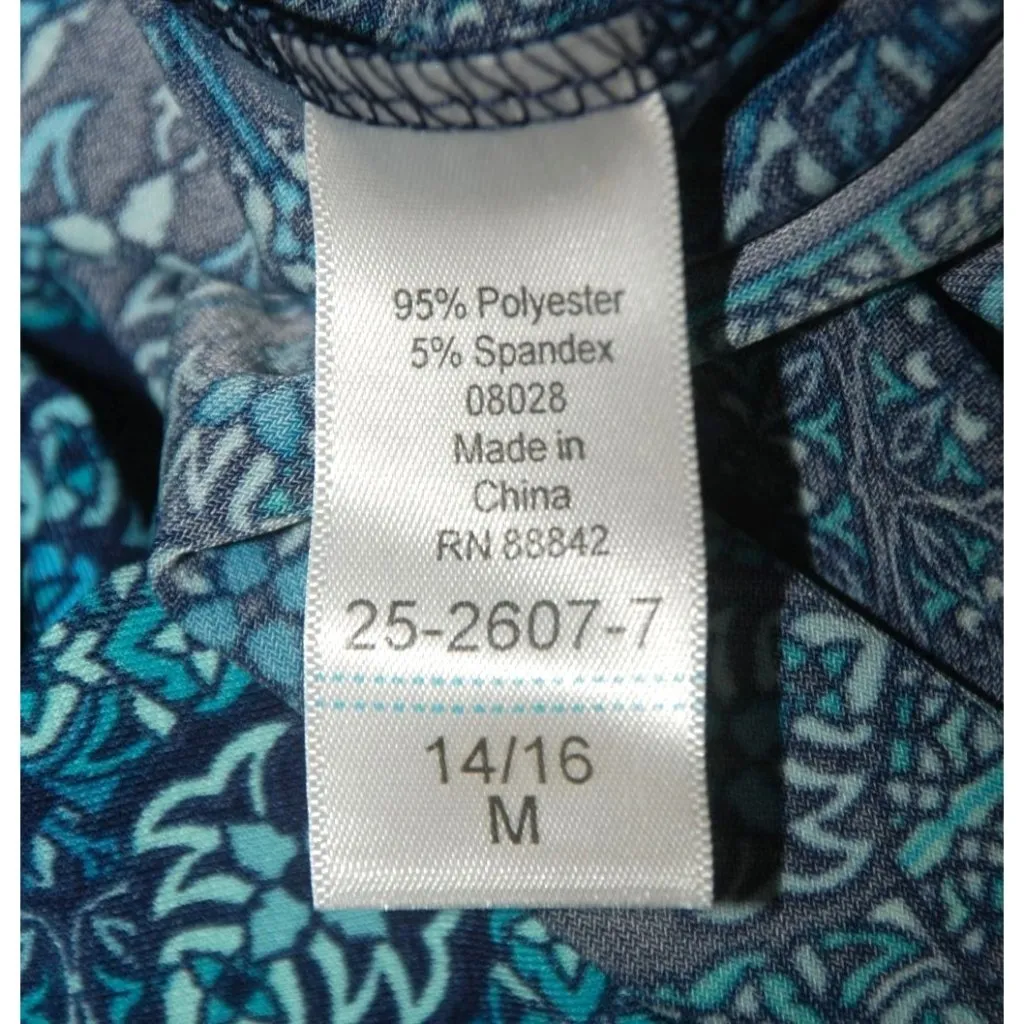 95% Polyester
5% Spandex
08028
Made in
China
RN 88842
25-2607-7
14/16
M